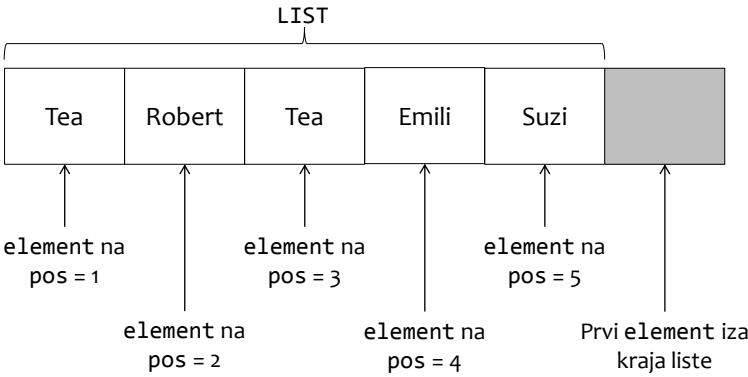 LIST
Tea Robert Tea Emili Suzi
element na
pos = 1
element na
pos = 3
element na
pos = 5
element na
pos = 2
element na
pos = 4
Prvi element iza
kraja liste